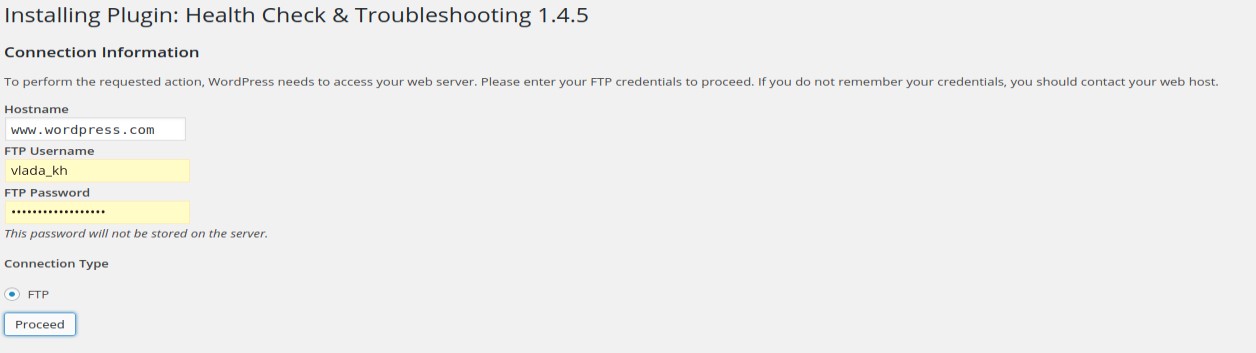 Installing Plugin: Health Check & Troubleshooting 1.4.5
Connection Information
To perform the requested action, WordPress needs to access your web server. Please enter your FTP credentials to proceed. If you do not remember your credentials, you should contact your web host.
Hostname
www.wordpress.com
FTP Username
vlada_kh
FTP Password
••••••••••••••••••
This password will not be stored on the server.
Connection Type
FTP
Proceed